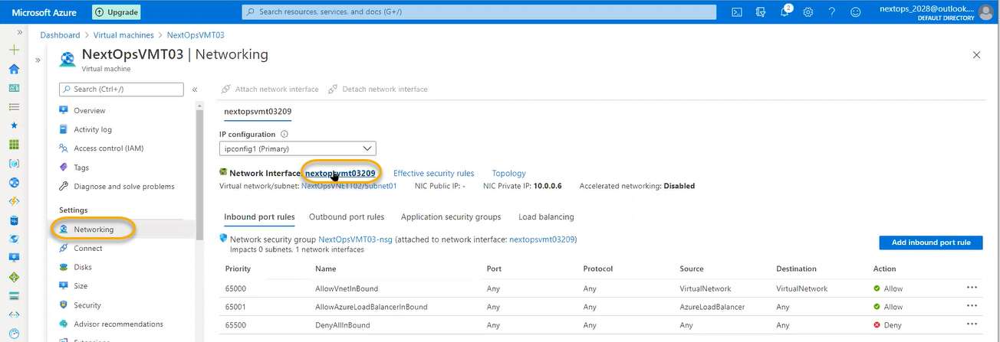 Microsoft Azure
Upgrade
Search resources, services, and docs (G+/)
2
nextops_2028@outlook....
DEFAULT DIRECTORY
Dashboard > Virtual machines > NextOpsVMT03
NextOpsVMT03 | Networking
Virtual machine
Search (Ctrl+/)
Attach network interface Detach network interface
Overview
Activity log
Access control (IAM)
Tags
Diagnose and solve problems
Settings
Networking
Connect
Disks
Size
Security
Advisor recommendations
nextopsvmt03209
IP configuration
ipconfig1 (Primary)
Network Interface: nextopsvmt03209 Effective security rules Topology
Virtual network/subnet: NextOpsVNETT02/Subnet01 NIC Public IP: - NIC Private IP: 10.0.0.6 Accelerated networking: Disabled
Inbound port rules Outbound port rules Application security groups Load balancing
Network security group NextOpsVMT03-nsg (attached to network interface: nextopsvmt03209)
Impacts 0 subnets, 1 network interfaces
Add inbound port rule
Priority Name Port Protocol Source Destination Action
65000 AllowVnetInBound Any Any VirtualNetwork VirtualNetwork Allow
65001 AllowAzureLoadBalancerInBound Any Any AzureLoadBalancer Any Allow
65500 DenyAllInBound Any Any Any Any Deny